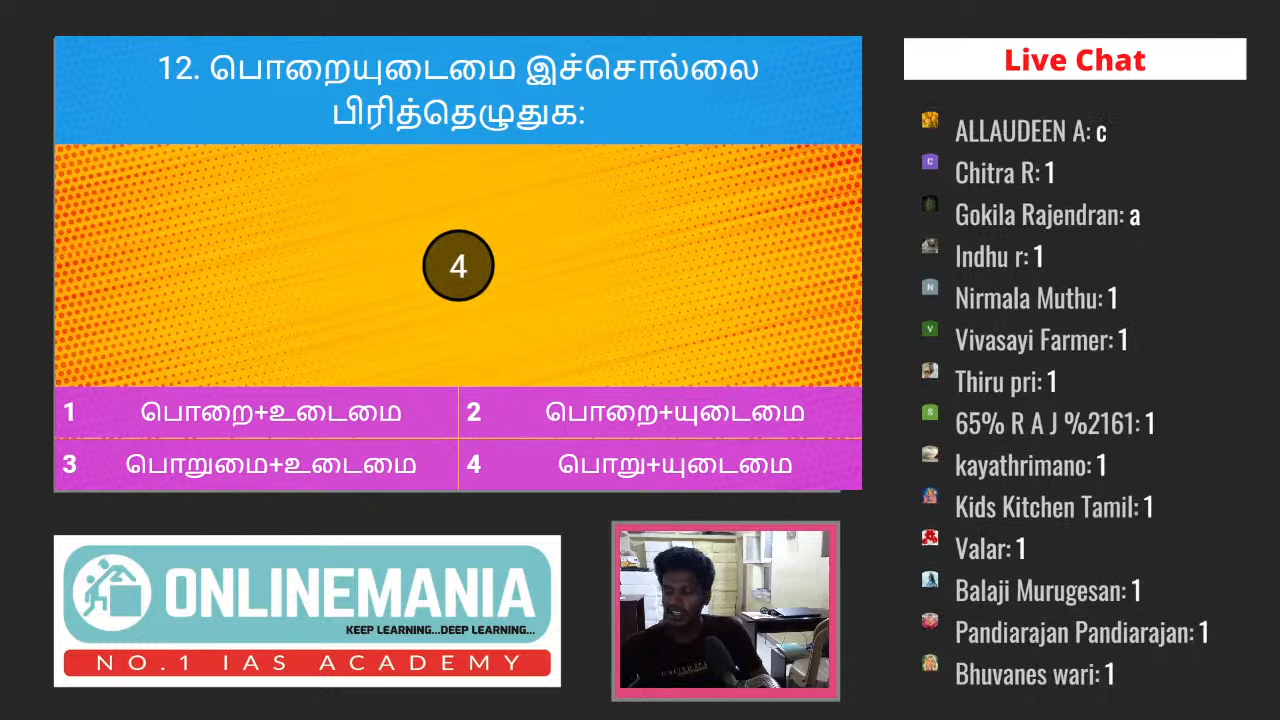 12. பொறையுடைமை இச்சொல்லை
பிரித்தெழுதுக:
4
1 பொறை+உடைமை 2 பொறை+யுடைமை
3 பொறுமை+உடைமை 4 பொறு+யுடைமை
ONLINEMANIA
KEEP LEARNING...DEEP LEARNING...
NO.1 IAS ACADEMY
Live Chat
ALLAUDEEN A: c
C Chitra R: 1
Gokila Rajendran: a
Indhu r: 1
N Nirmala Muthu: 1
V Vivasayi Farmer: 1
Thiru pri: 1
S 65% R A J %2161: 1
kayathrimano: 1
Kids Kitchen Tamil: 1
Valar: 1
Balaji Murugesan: 1
Pandiarajan Pandiarajan: 1
Bhuvanes wari: 1